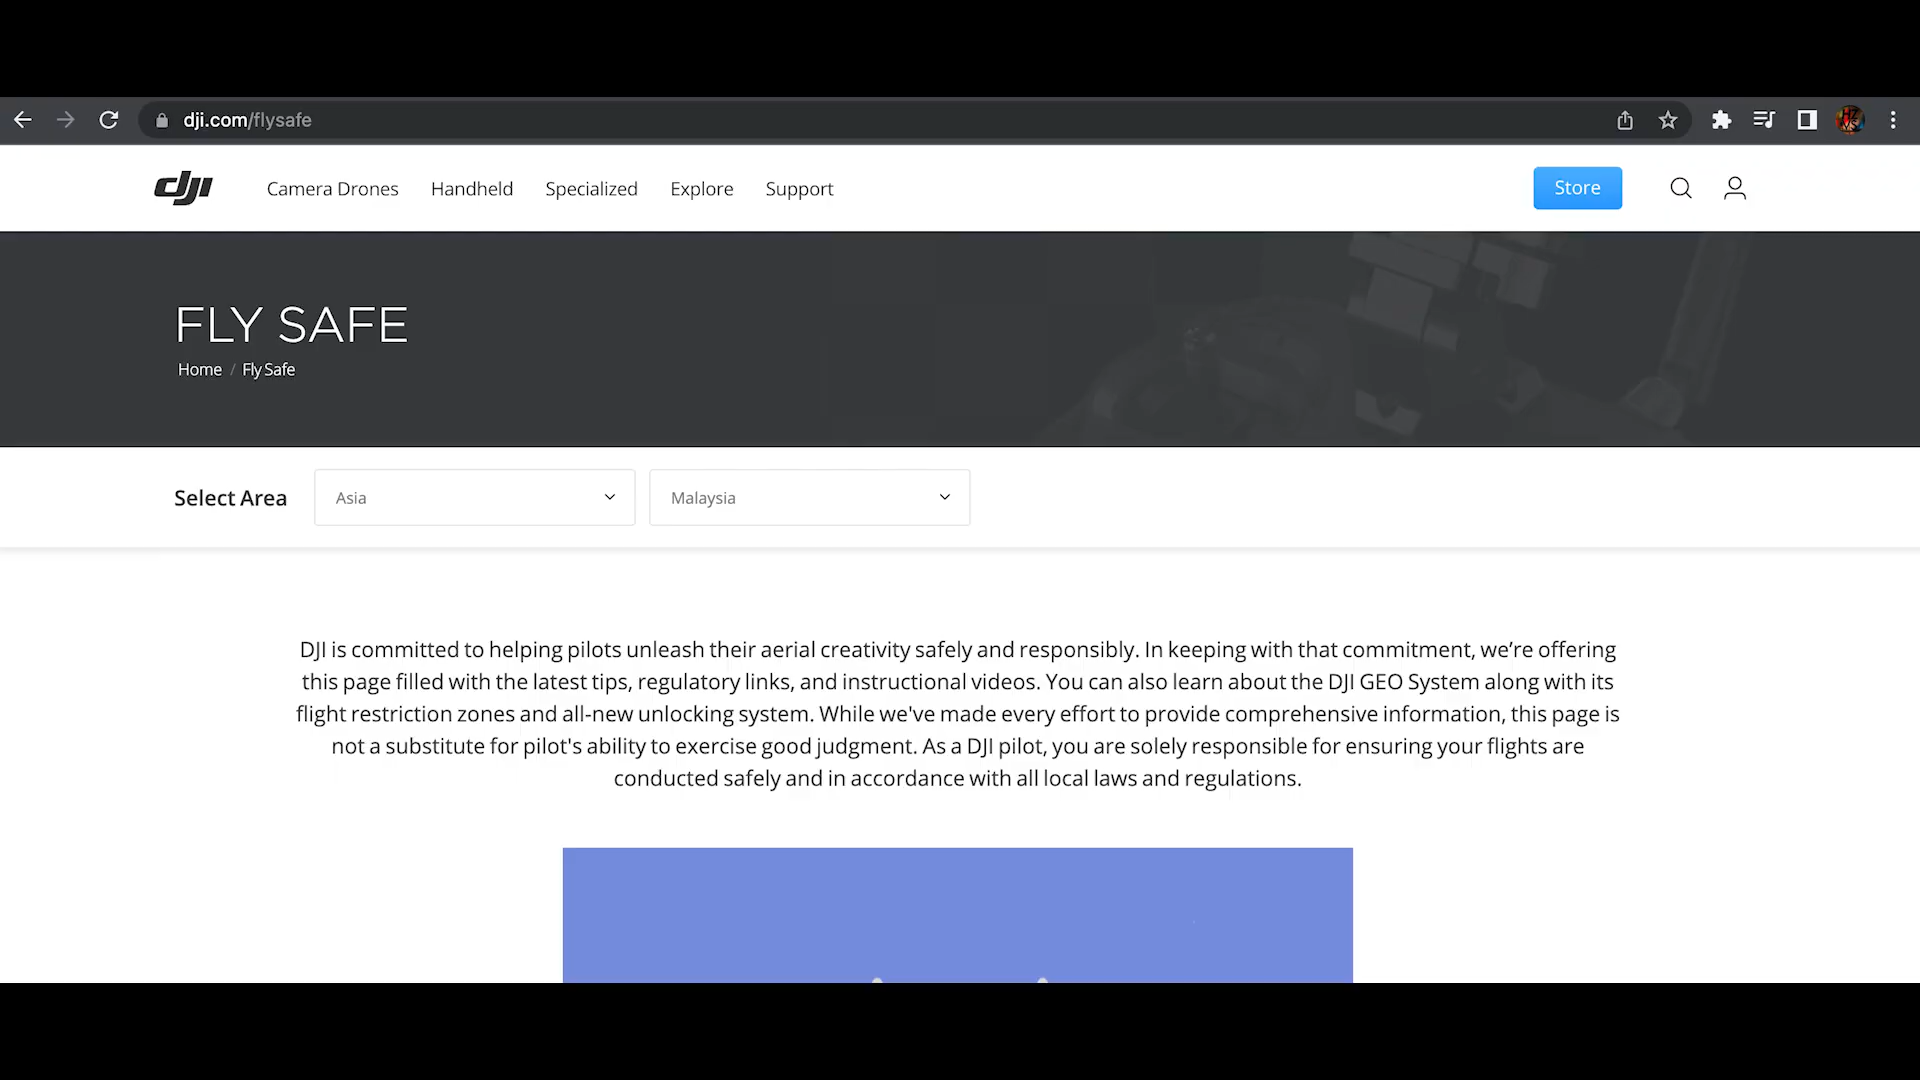 dji.com/flysafe
dji
Camera Drones
Handheld
Specialized
Explore
Support
Store
FLY SAFE
Home / Fly Safe
Select Area
Asia
Malaysia
DJI is committed to helping pilots unleash their aerial creativity safely and responsibly. In keeping with that commitment, we’re offering
this page filled with the latest tips, regulatory links, and instructional videos. You can also learn about the DJI GEO System along with its
flight restriction zones and all-new unlocking system. While we've made every effort to provide comprehensive information, this page is
not a substitute for pilot's ability to exercise good judgment. As a DJI pilot, you are solely responsible for ensuring your flights are
conducted safely and in accordance with all local laws and regulations.